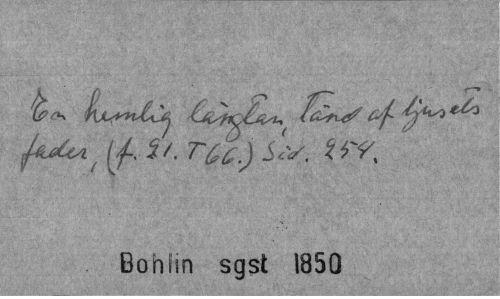 En hemlig längtan, tänd af ljusets
fader, (f. 21. T 66.) Sid. 254.
Bohlin sgst 1850